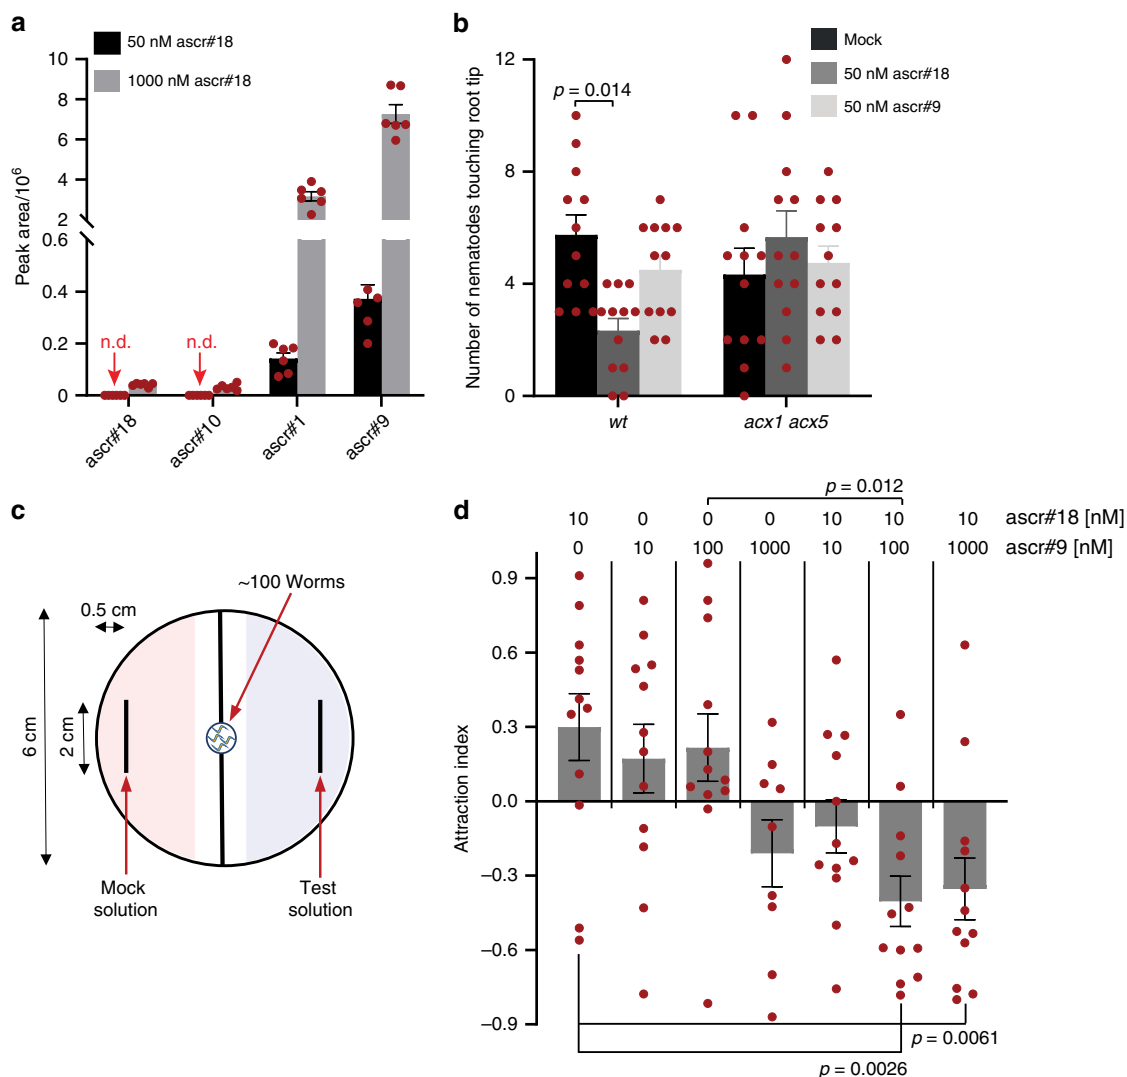 a
50 nM ascr#18
1000 nM ascr#18
Peak area/10⁶
10
8
6
4
2
0.6
0.4
0.2
0
n.d.
n.d.
ascr#18
ascr#10
ascr#1
ascr#9
b
Mock
50 nM ascr#18
50 nM ascr#9
Number of nematodes touching root tip
12
8
4
0
p = 0.014
wt
acx1 acx5
c
~100 Worms
0.5 cm
6 cm
2 cm
Mock
solution
Test
solution
d
p = 0.012
10 0 0 0 10 10 10 ascr#18 [nM]
0 10 100 1000 10 100 1000 ascr#9 [nM]
Attraction index
0.9
0.6
0.3
0.0
−0.3
−0.6
−0.9
p = 0.0061
p = 0.0026